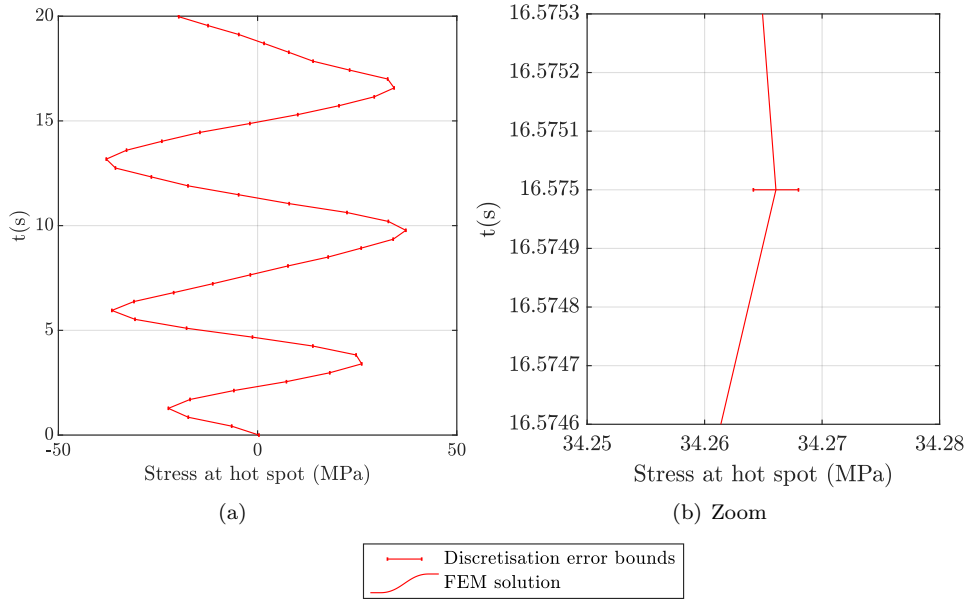 20
15
10
5
0
t(s)
-50
0
50
Stress at hot spot (MPa)
(a)
16.5753
16.5752
16.5751
16.575
16.5749
16.5748
16.5747
16.5746
t(s)
34.25
34.26
34.27
34.28
Stress at hot spot (MPa)
(b) Zoom
Discretisation error bounds
FEM solution